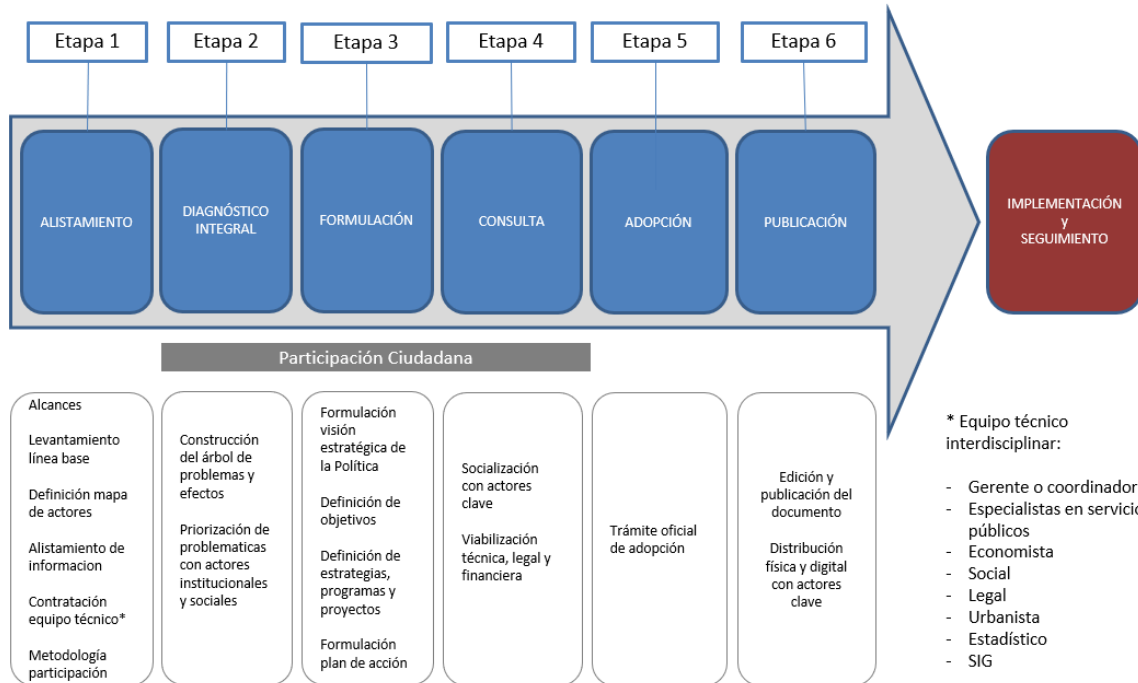 Etapa 1
Etapa 2
Etapa 3
Etapa 4
Etapa 5
Etapa 6
ALISTAMIENTO
DIAGNÓSTICO
INTEGRAL
FORMULACIÓN
CONSULTA
ADOPCIÓN
PUBLICACIÓN
IMPLEMENTACIÓN
y
SEGUIMIENTO
Participación Ciudadana
Alcances
Levantamiento
línea base
Definición mapa
de actores
Alistamiento de
informacion
Contratación
equipo técnico*
Metodología
participación
Construcción
del árbol de
problemas y
efectos
Priorización de
problematicas
con actores
institucionales
y sociales
Formulación
visión
estratégica de
la Política
Definición de
objetivos
Definición de
estrategias,
programas y
proyectos
Formulación
plan de acción
Socialización
con actores
clave
Viabilización
técnica, legal y
financiera
Trámite oficial
de adopción
Edición y
publicación del
documento
Distribución
física y digital
con actores
clave
* Equipo técnico
interdisciplinar:
- Gerente o coordinador
- Especialistas en servicio
públicos
- Economista
- Social
- Legal
- Urbanista
- Estadístico
- SIG